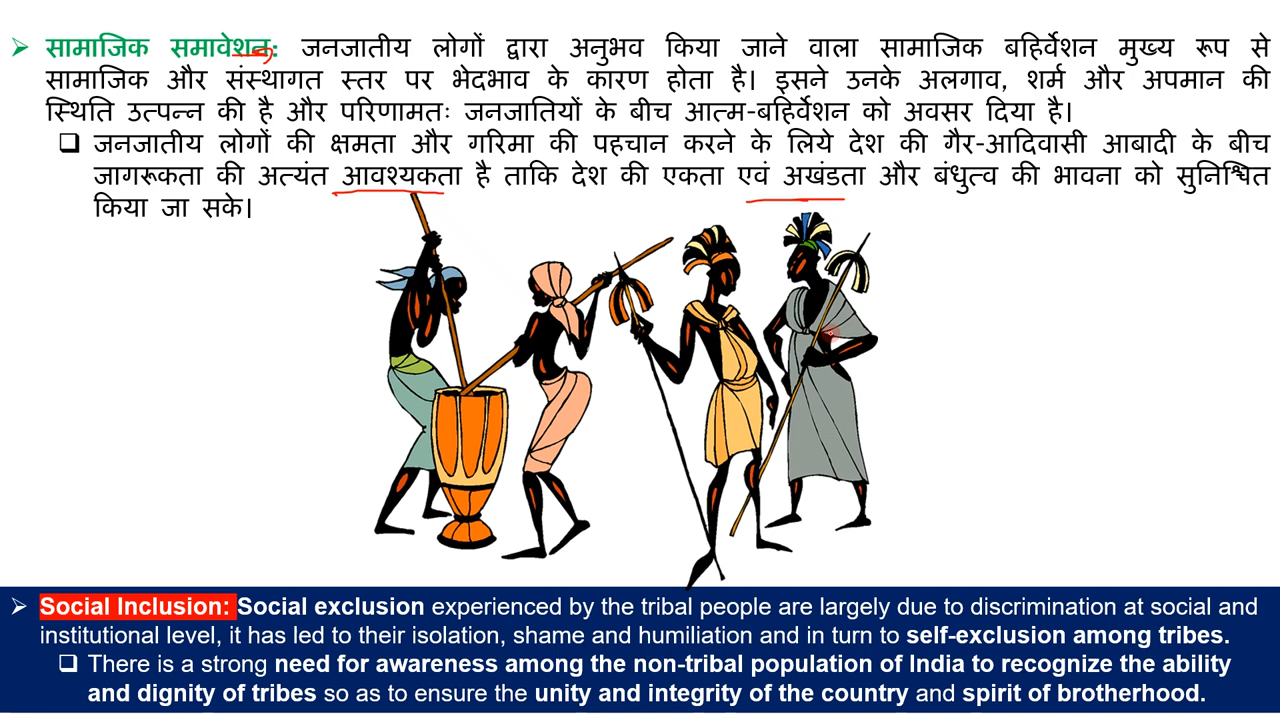 ➢ सामाजिक समावेशन: जनजातीय लोगों द्वारा अनुभव किया जाने वाला सामाजिक बहिर्वेशन मुख्य रूप से
सामाजिक और संस्थागत स्तर पर भेदभाव के कारण होता है। इसने उनके अलगाव, शर्म और अपमान की
स्थिति उत्पन्न की है और परिणामतः जनजातियों के बीच आत्म-बहिर्वेशन को अवसर दिया है।
❑ जनजातीय लोगों की क्षमता और गरिमा की पहचान करने के लिये देश की गैर-आदिवासी आबादी के बीच
जागरूकता की अत्यंत आवश्यकता है ताकि देश की एकता एवं अखंडता और बंधुत्व की भावना को सुनिश्चित
किया जा सके।
➢ Social Inclusion: Social exclusion experienced by the tribal people are largely due to discrimination at social and
institutional level, it has led to their isolation, shame and humiliation and in turn to self-exclusion among tribes.
❑ There is a strong need for awareness among the non-tribal population of India to recognize the ability
and dignity of tribes so as to ensure the unity and integrity of the country and spirit of brotherhood.